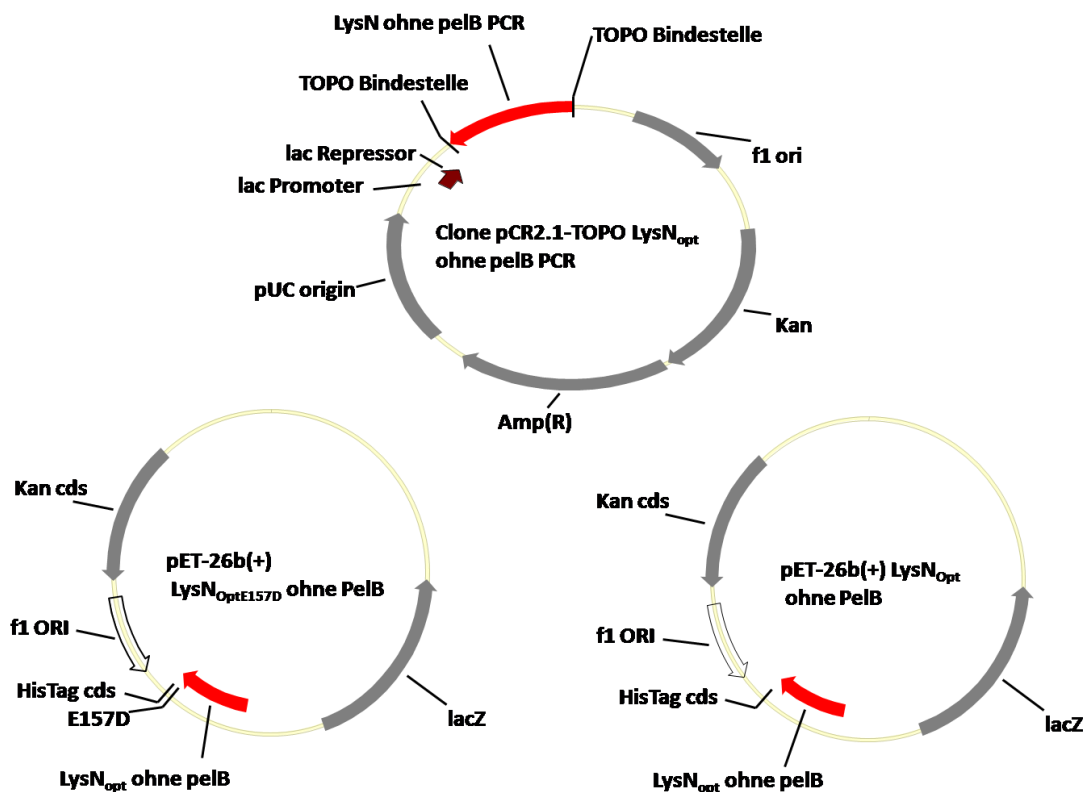 LysN ohne pelB PCR
TOPO Bindestelle
TOPO Bindestelle
lac Repressor
lac Promoter
f1 ori
Clone pCR2.1-TOPO LysNopt
ohne pelB PCR
pUC origin
Kan
Amp(R)
Kan cds
pET-26b(+)
LysNOptE157D ohne PelB
f1 ORI
HisTag cds
E157D
lacZ
LysNopt ohne pelB
Kan cds
pET-26b(+) LysNOpt
ohne PelB
f1 ORI
HisTag cds
lacZ
LysNopt ohne pelB